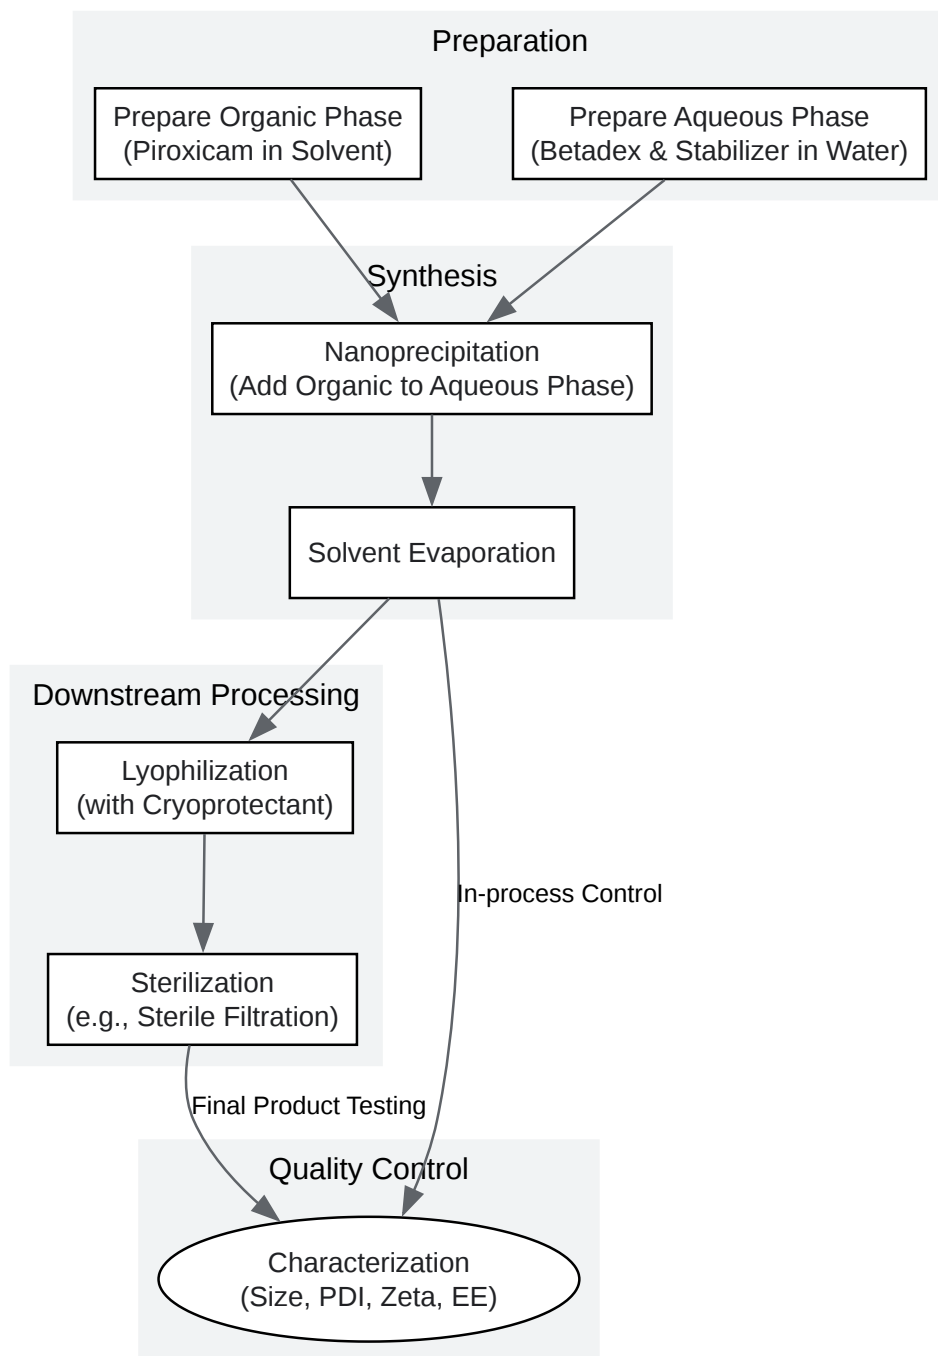 Preparation
Prepare Organic Phase
(Piroxicam in Solvent)
Prepare Aqueous Phase
(Betadex & Stabilizer in Water)
Synthesis
Nanoprecipitation
(Add Organic to Aqueous Phase)
Solvent Evaporation
Downstream Processing
Lyophilization
(with Cryoprotectant)
In-process Control
Sterilization
(e.g., Sterile Filtration)
Final Product Testing
Quality Control
Characterization
(Size, PDI, Zeta, EE)